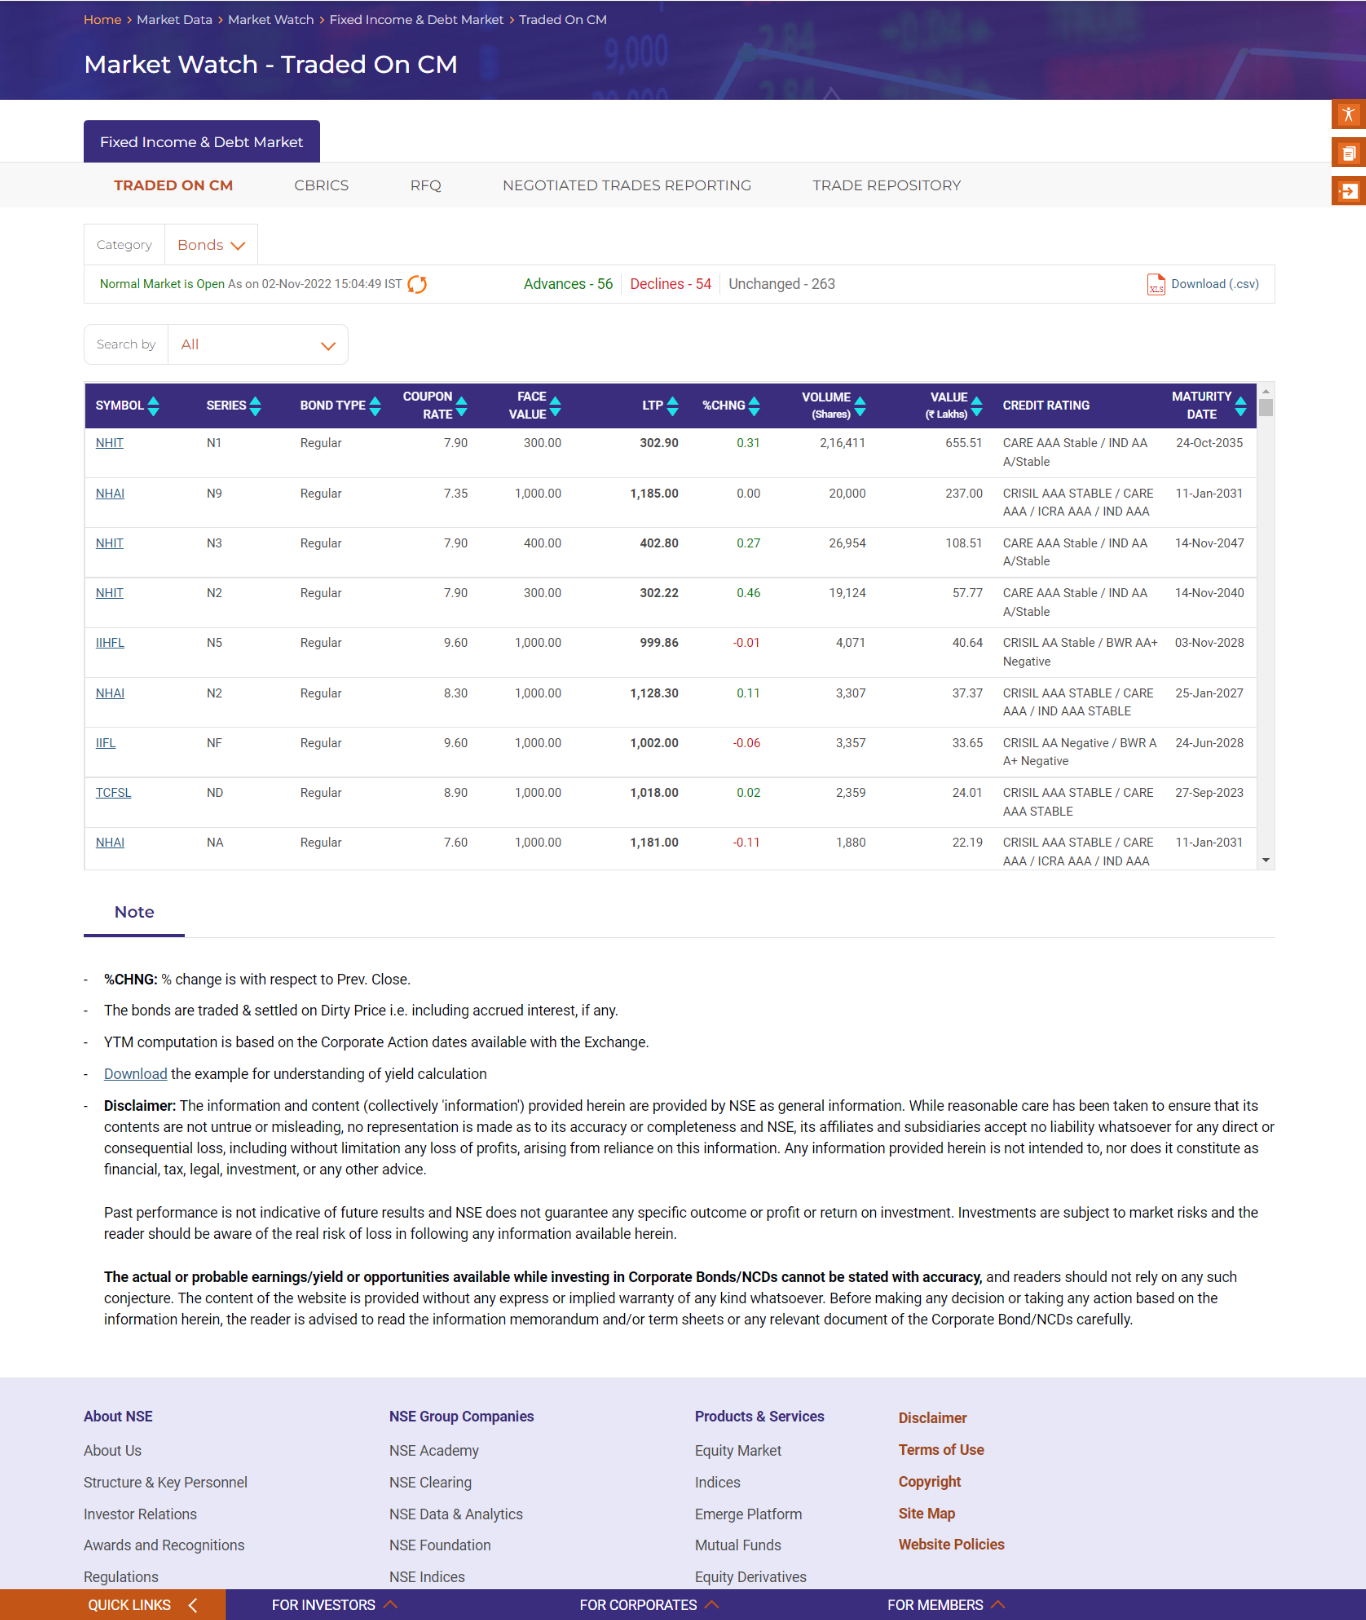 Home > Market Data > Market Watch > Fixed Income & Debt Market > Traded On CM
Market Watch - Traded On CM
Fixed Income & Debt Market
TRADED ON CM CBRICS RFQ NEGOTIATED TRADES REPORTING TRADE REPOSITORY
Category Bonds
Normal Market is Open As on 02-Nov-2022 15:04:49 IST Advances - 56 Declines - 54 Unchanged - 263 XLS Download (.csv)
Search by All
SYMBOL SERIES BOND TYPE COUPON RATE FACE VALUE LTP %CHNG VOLUME (Shares) VALUE (₹ Lakhs) CREDIT RATING MATURITY DATE
NHIT N1 Regular 7.90 300.00 302.90 0.31 2,16,411 655.51 CARE AAA Stable / IND AA 24-Oct-2035
A/Stable
NHAI N9 Regular 7.35 1,000.00 1,185.00 0.00 20,000 237.00 CRISIL AAA STABLE / CARE 11-Jan-2031
AAA / ICRA AAA / IND AAA
NHIT N3 Regular 7.90 400.00 402.80 0.27 26,954 108.51 CARE AAA Stable / IND AA 14-Nov-2047
A/Stable
NHIT N2 Regular 7.90 300.00 302.22 0.46 19,124 57.77 CARE AAA Stable / IND AA 14-Nov-2040
A/Stable
IIHFL N5 Regular 9.60 1,000.00 999.86 -0.01 4,071 40.64 CRISIL AA Stable / BWR AA+ 03-Nov-2028
Negative
NHAI N2 Regular 8.30 1,000.00 1,128.30 0.11 3,307 37.37 CRISIL AAA STABLE / CARE 25-Jan-2027
AAA / IND AAA STABLE
IIFL NF Regular 9.60 1,000.00 1,002.00 -0.06 3,357 33.65 CRISIL AA Negative / BWR A 24-Jun-2028
A+ Negative
TCFSL ND Regular 8.90 1,000.00 1,018.00 0.02 2,359 24.01 CRISIL AAA STABLE / CARE 27-Sep-2023
AAA STABLE
NHAI NA Regular 7.60 1,000.00 1,181.00 -0.11 1,880 22.19 CRISIL AAA STABLE / CARE 11-Jan-2031
AAA / ICRA AAA / IND AAA
Note
- %CHNG: % change is with respect to Prev. Close.
- The bonds are traded & settled on Dirty Price i.e. including accrued interest, if any.
- YTM computation is based on the Corporate Action dates available with the Exchange.
- Download the example for understanding of yield calculation
- Disclaimer: The information and content (collectively 'information') provided herein are provided by NSE as general information. While reasonable care has been taken to ensure that its
contents are not untrue or misleading, no representation is made as to its accuracy or completeness and NSE, its affiliates and subsidiaries accept no liability whatsoever for any direct or
consequential loss, including without limitation any loss of profits, arising from reliance on this information. Any information provided herein is not intended to, nor does it constitute as
financial, tax, legal, investment, or any other advice.
Past performance is not indicative of future results and NSE does not guarantee any specific outcome or profit or return on investment. Investments are subject to market risks and the
reader should be aware of the real risk of loss in following any information available herein.
The actual or probable earnings/yield or opportunities available while investing in Corporate Bonds/NCDs cannot be stated with accuracy, and readers should not rely on any such
conjecture. The content of the website is provided without any express or implied warranty of any kind whatsoever. Before making any decision or taking any action based on the
information herein, the reader is advised to read the information memorandum and/or term sheets or any relevant document of the Corporate Bond/NCDs carefully.
About NSE NSE Group Companies Products & Services Disclaimer
About Us NSE Academy Equity Market Terms of Use
Structure & Key Personnel NSE Clearing Indices Copyright
Investor Relations NSE Data & Analytics Emerge Platform Site Map
Awards and Recognitions NSE Foundation Mutual Funds Website Policies
Regulations NSE Indices Equity Derivatives
QUICK LINKS FOR INVESTORS FOR CORPORATES FOR MEMBERS